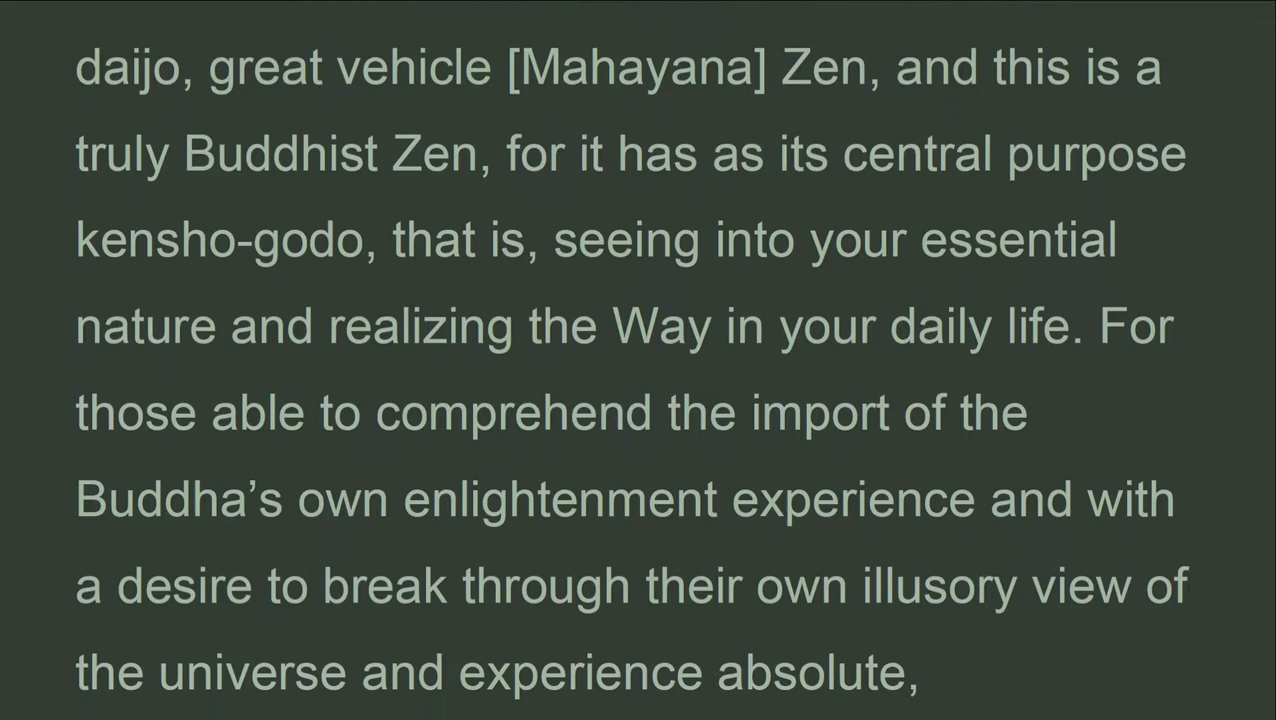 daijo, great vehicle [Mahayana] Zen, and this is a
truly Buddhist Zen, for it has as its central purpose
kensho-godo, that is, seeing into your essential
nature and realizing the Way in your daily life. For
those able to comprehend the import of the
Buddha’s own enlightenment experience and with
a desire to break through their own illusory view of
the universe and experience absolute,